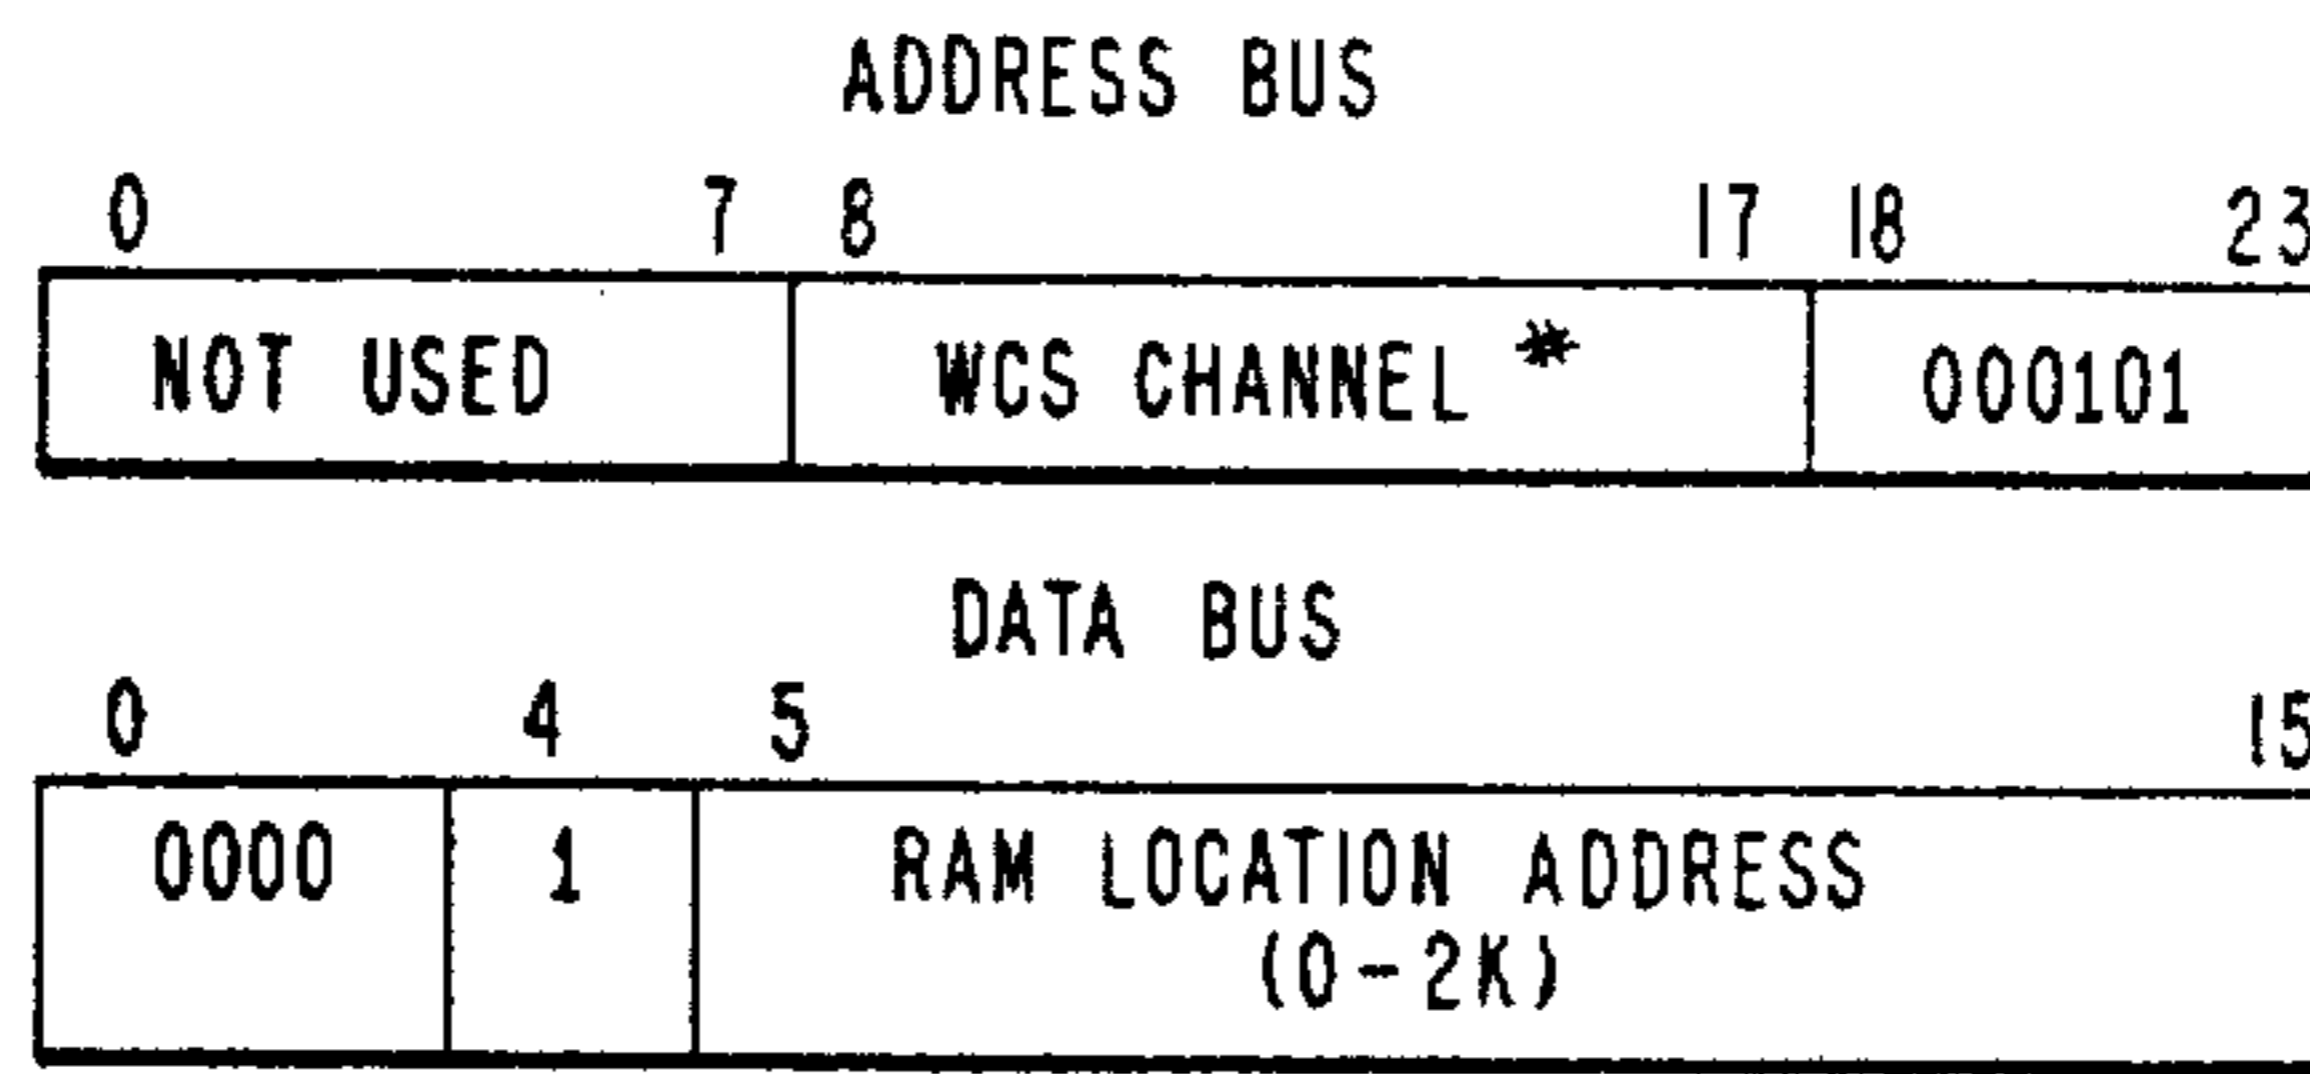 ADDRESS BUS
0 7 8 17 18 23
NOT USED WCS CHANNEL * 000101
DATA BUS
0 4 5 15
0000 1 RAM LOCATION ADDRESS
(0-2K)